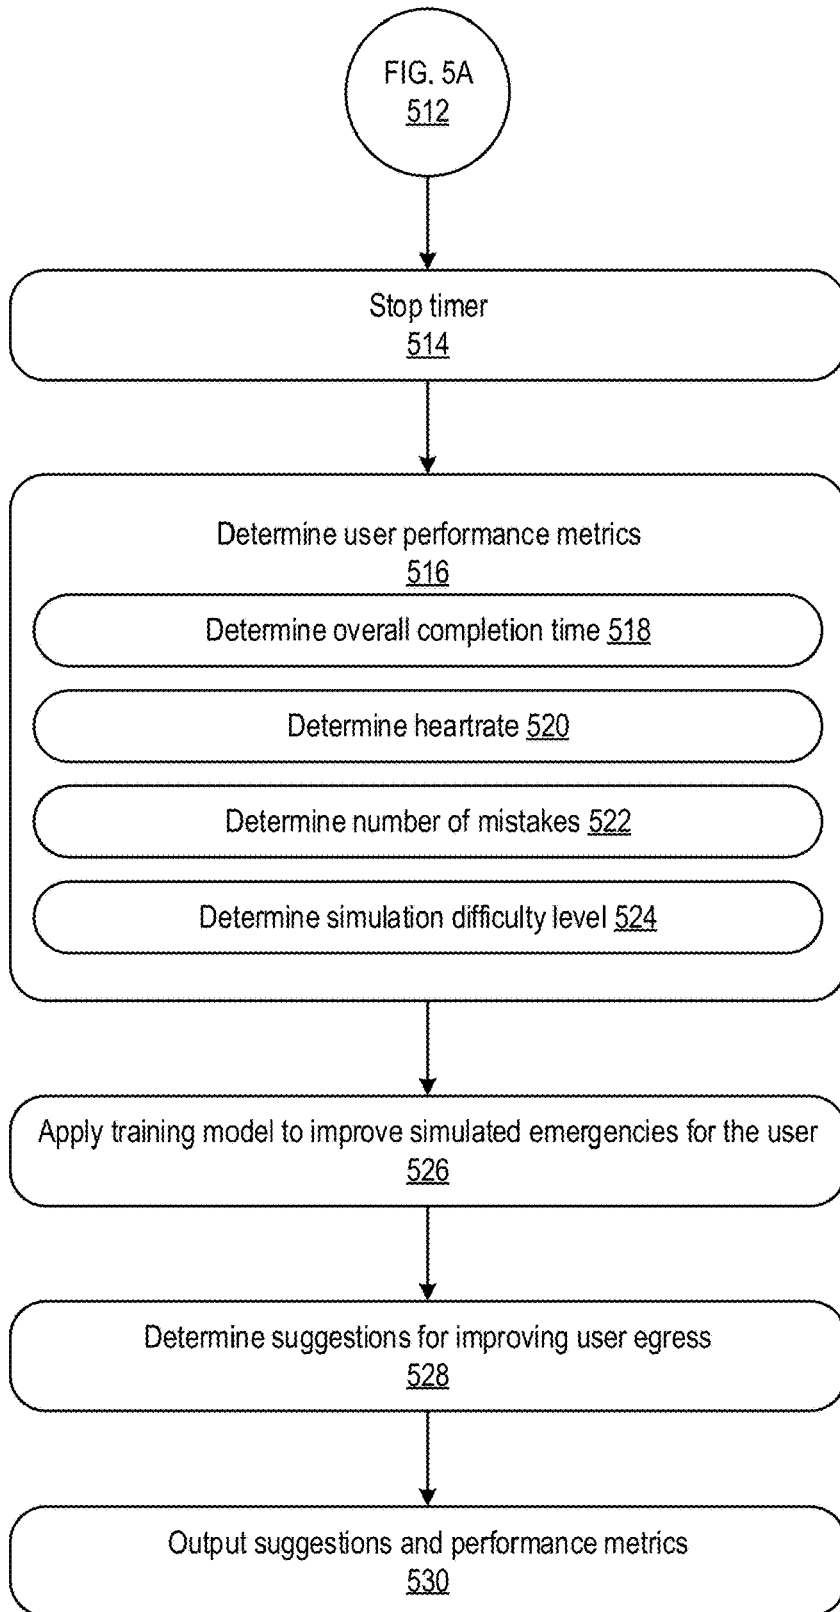 FIG. 5A
512
Stop timer
514
Determine user performance metrics
516
Determine overall completion time 518
Determine heartrate 520
Determine number of mistakes 522
Determine simulation difficulty level 524
Apply training model to improve simulated emergencies for the user
526
Determine suggestions for improving user egress
528
Output suggestions and performance metrics
530